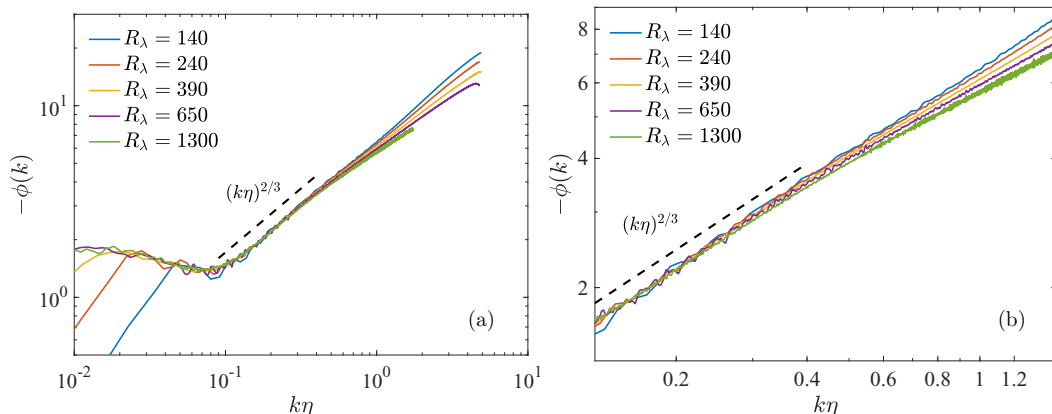 R_λ = 140
R_λ = 240
R_λ = 390
R_λ = 650
R_λ = 1300
(kη)^{2/3}
(a)
−ϕ(k)
10^1
10^0
10^{-2}
10^{-1}
10^0
10^1
kη
R_λ = 140
R_λ = 240
R_λ = 390
R_λ = 650
R_λ = 1300
(kη)^{2/3}
(b)
−ϕ(k)
8
6
4
2
0.2
0.4
0.6
0.8
1
1.2
kη